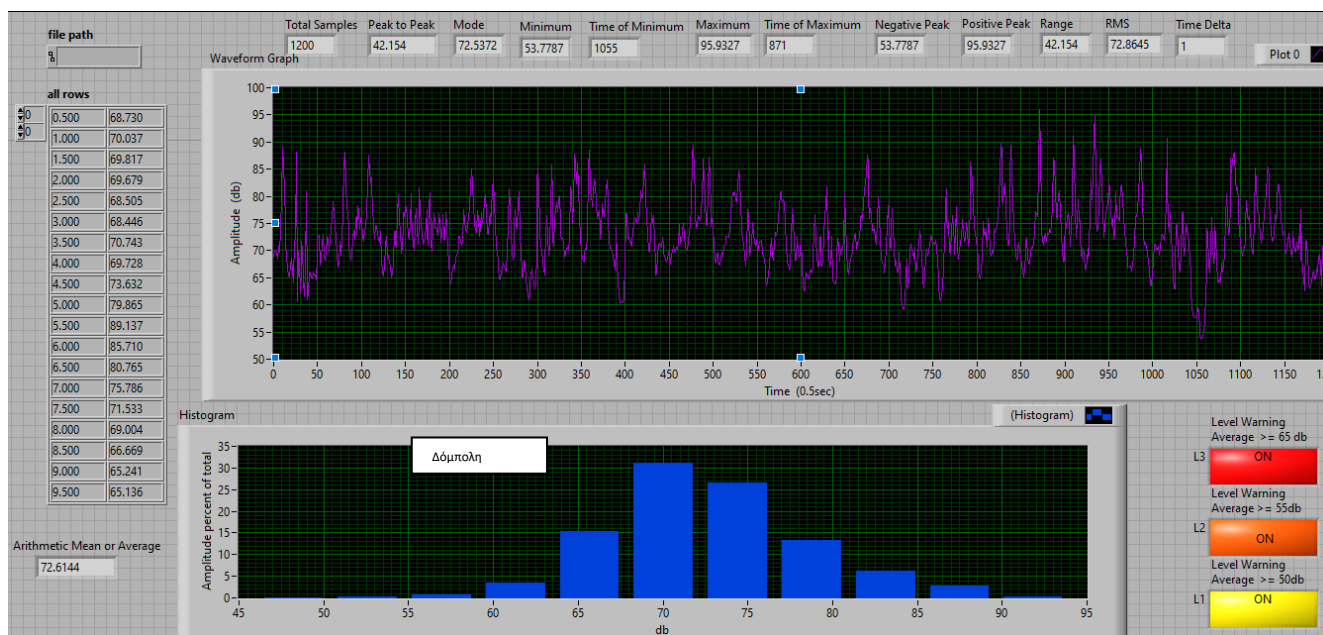 file path
Total Samples Peak to Peak Mode Minimum Time of Minimum Maximum Time of Maximum Negative Peak Positive Peak Range RMS Time Delta
1200 42.154 72.5372 53.7787 1055 95.9327 871 53.7787 95.9327 42.154 72.8645 1
Waveform Graph
Plot 0
all rows
0
0
0.500 68.730
1.000 70.037
1.500 69.817
2.000 69.679
2.500 68.505
3.000 68.446
3.500 70.743
4.000 69.728
4.500 73.632
5.000 79.865
5.500 89.137
6.000 85.710
6.500 80.765
7.000 75.786
7.500 71.533
8.000 69.004
8.500 66.669
9.000 65.241
9.500 65.136
Arithmetic Mean or Average
72.6144
Amplitude (db)
100
95
90
85
80
75
70
65
60
55
50
0 50 100 150 200 250 300 350 400 450 500 550 600 650 700 750 800 850 900 950 1000 1050 1100 1150
Time (0.5sec)
Histogram
(Histogram)
Δόμπολη
Amplitude percent of total
35
30
25
20
15
10
5
0
45 50 55 60 65 70 75 80 85 90 95
db
Level Warning
Average >= 65 db
L3 ON
Level Warning
Average >= 55db
L2 ON
Level Warning
Average >= 50db
L1 ON